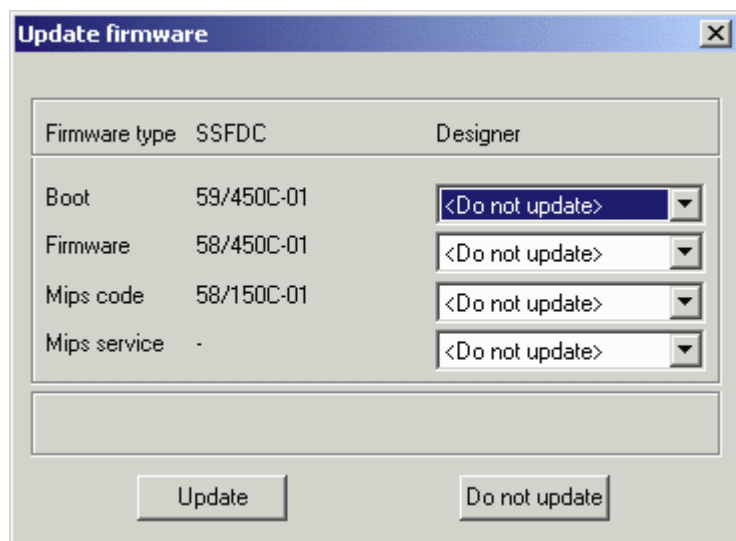 Update firmware
Firmware type SSFDC Designer
Boot 59/450C-01 <Do not update>
Firmware 58/450C-01 <Do not update>
Mips code 58/150C-01 <Do not update>
Mips service - <Do not update>
Update Do not update